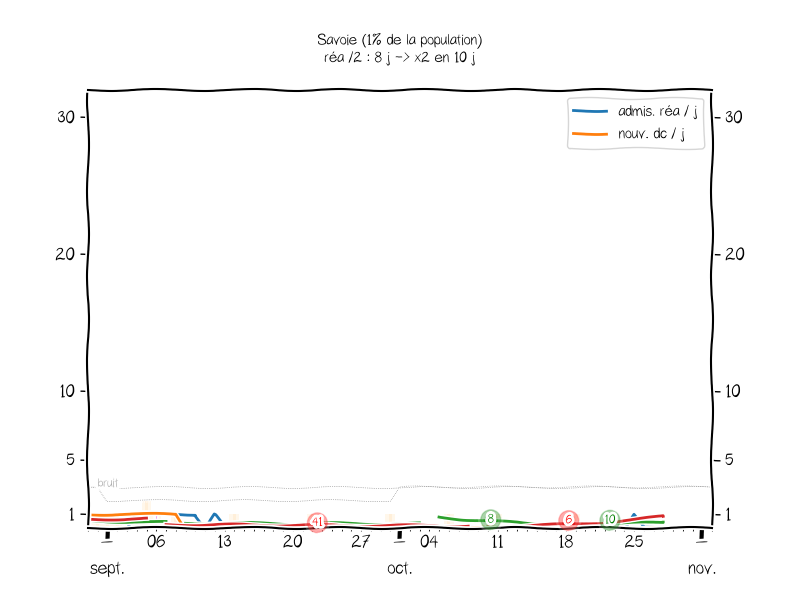 Savoie (1% de la population)
réa /2 : 8 j -> x2 en 10 j
admis. réa / j
nouv. dc / j
30
30
20
20
10
10
5
5
bruit
1
1
41
8
6
10
06
13
20
27
04
11
18
25
sept.
oct.
nov.